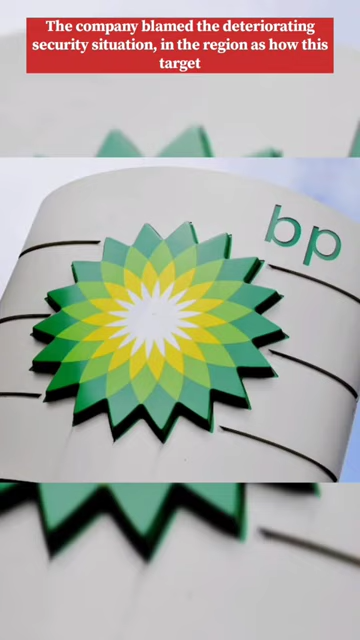 The company blamed the deteriorating
security situation, in the region as how this
target
bp